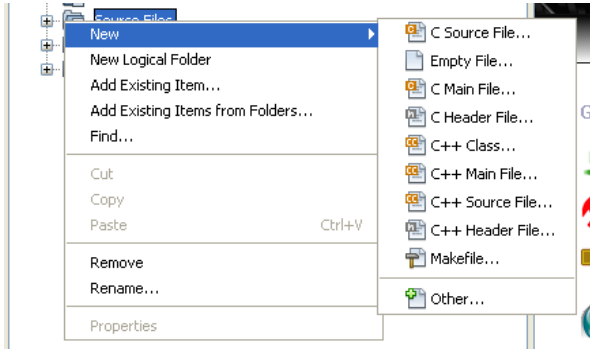 Source Files
New
New Logical Folder
Add Existing Item...
Add Existing Items from Folders...
Find...
Cut
Copy
Paste Ctrl+V
Remove
Rename...
Properties
C Source File...
Empty File...
C Main File...
C Header File...
C++ Class...
C++ Main File...
C++ Source File...
C++ Header File...
Makefile...
Other...
G